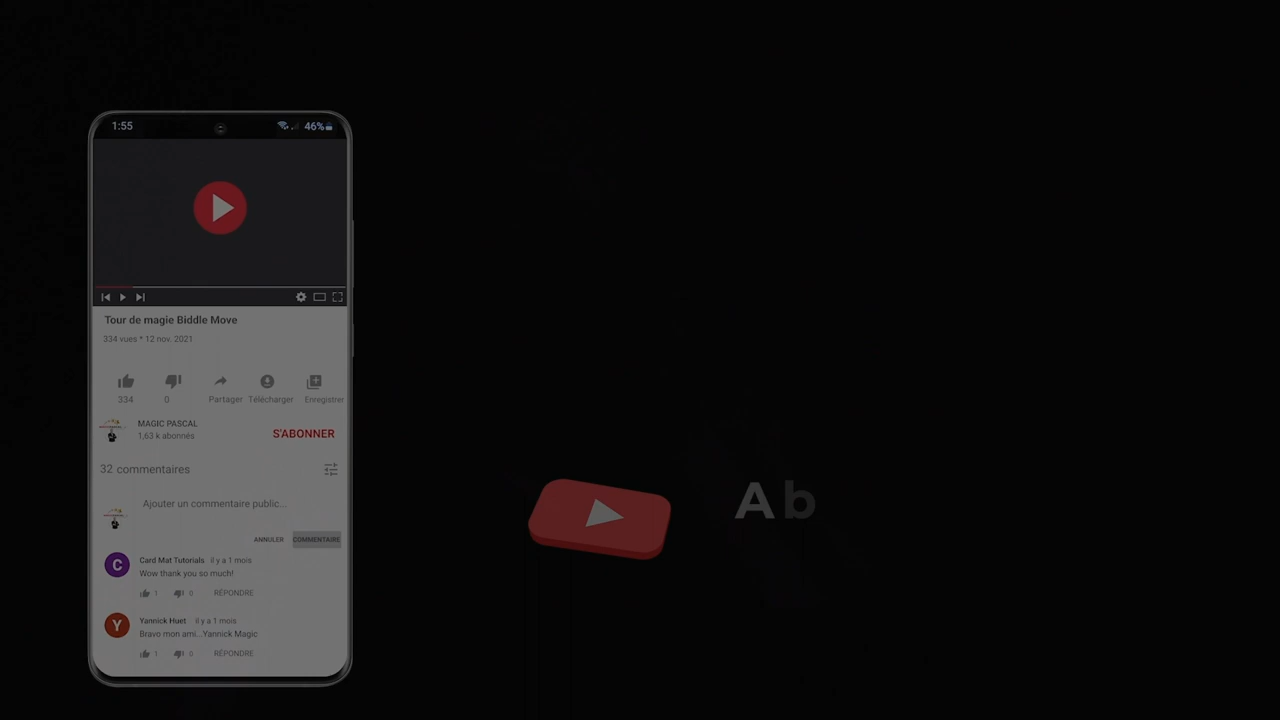 1:55 46%
Tour de magie Biddle Move
334 vues * 12 nov. 2021
334 0 Partager Télécharger Enregistrer
MAGIC PASCAL
1,63 k abonnés
S'ABONNER
32 commentaires
Ajouter un commentaire public...
ANNULER COMMENTAIRE
C Card Mat Tutorials il y a 1 mois
Wow thank you so much!
1 0 RÉPONDRE
Y Yannick Huet il y a 1 mois
Bravo mon ami...Yannick Magic
1 0 RÉPONDRE
Ab